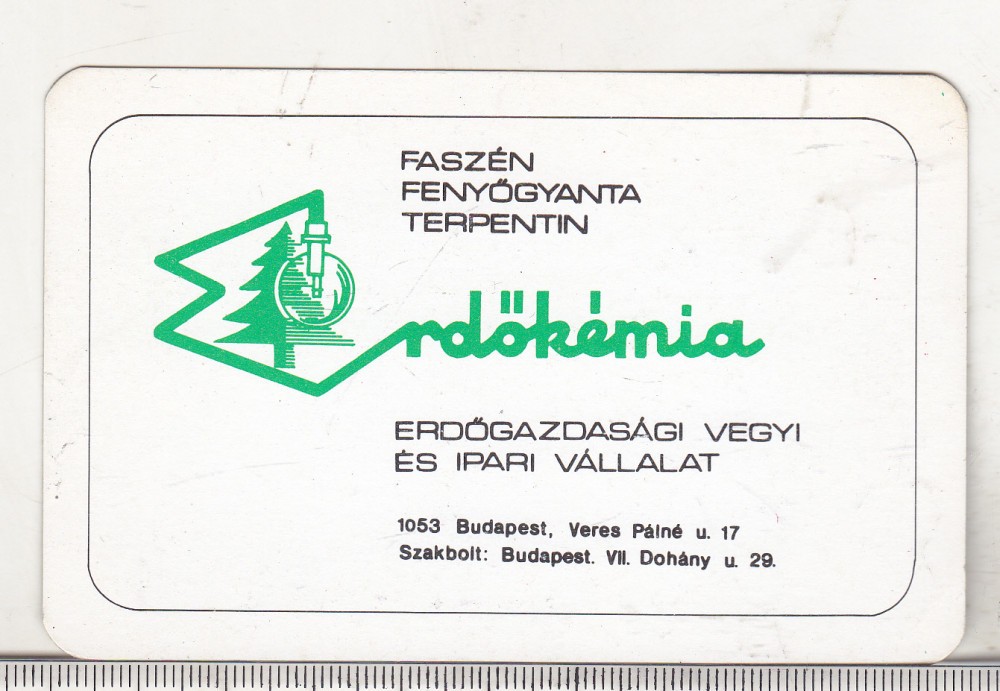 FASZÉN
FENYŐGYANTA
TERPENTIN
Erdőkémia
ERDŐGAZDASÁGI VEGYI
ÉS IPARI VÁLLALAT
1053 Budapest, Veres Pálné u. 17
Szakbolt: Budapest. VII. Dohány u. 29.